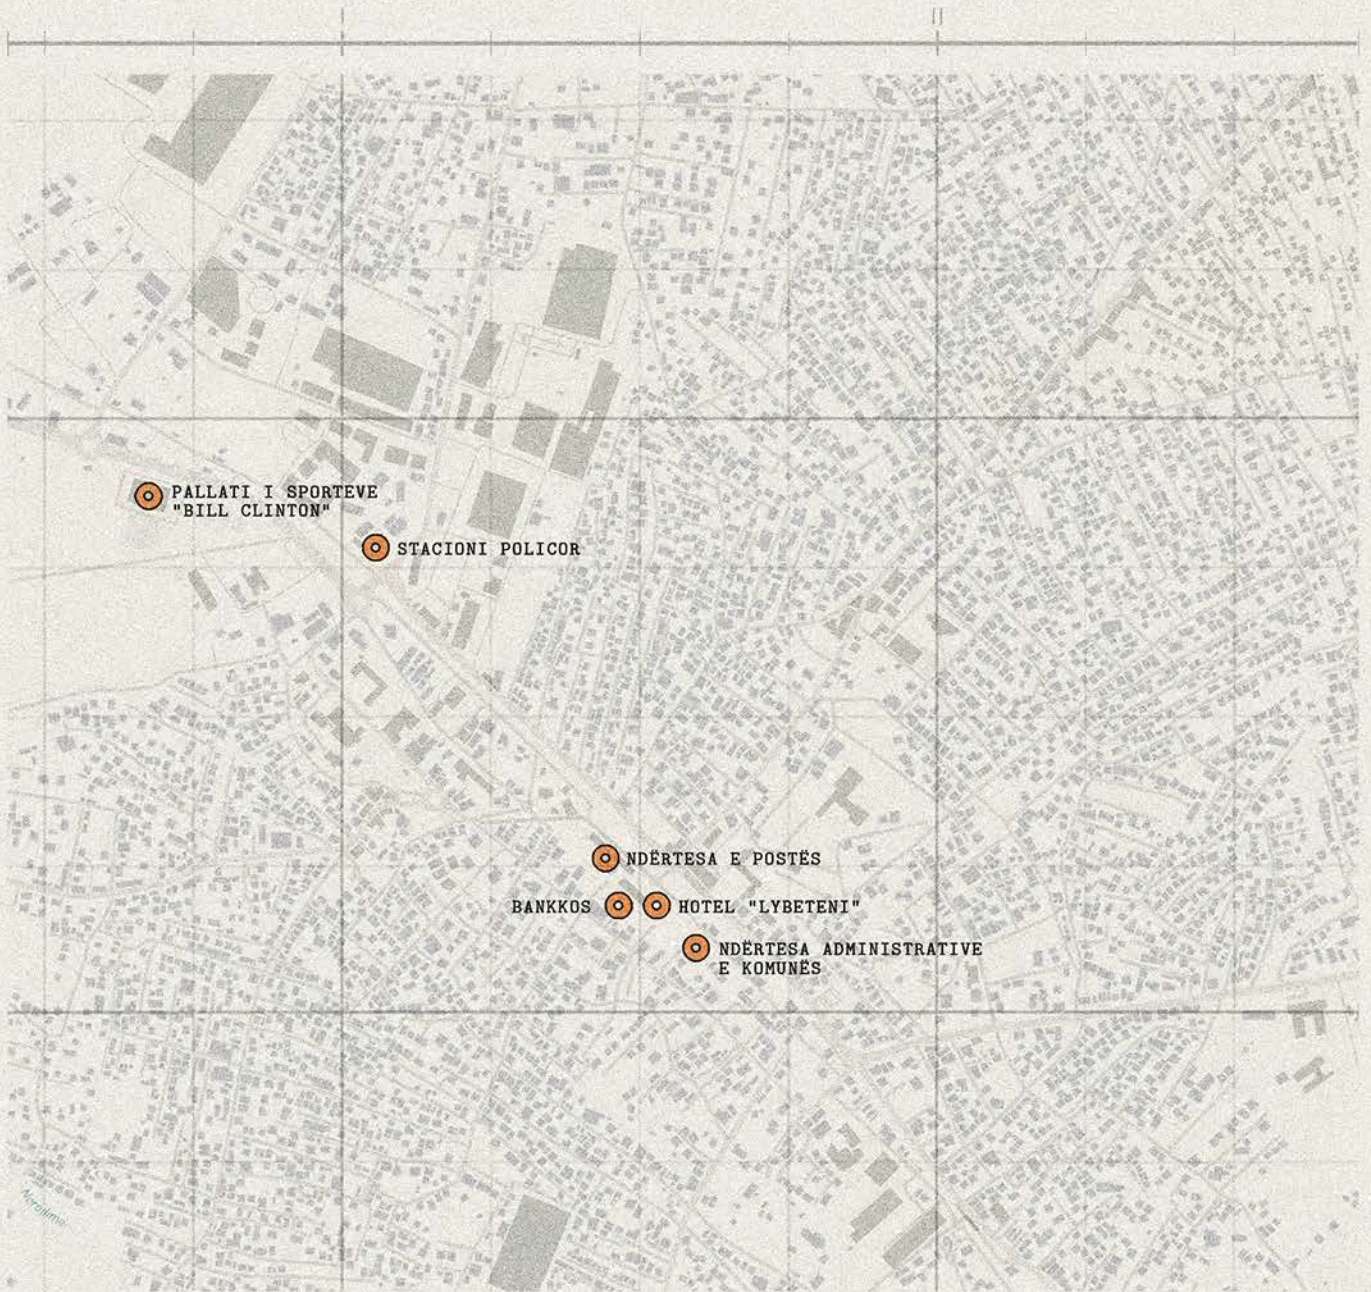 PALLATI I SPORTEVE
"BILL CLINTON"
STACIONI POLICOR
NDËRTESA E POSTËS
BANKKOS
HOTEL "LYBETENI"
NDËRTESA ADMINISTRATIVE
E KOMUNËS